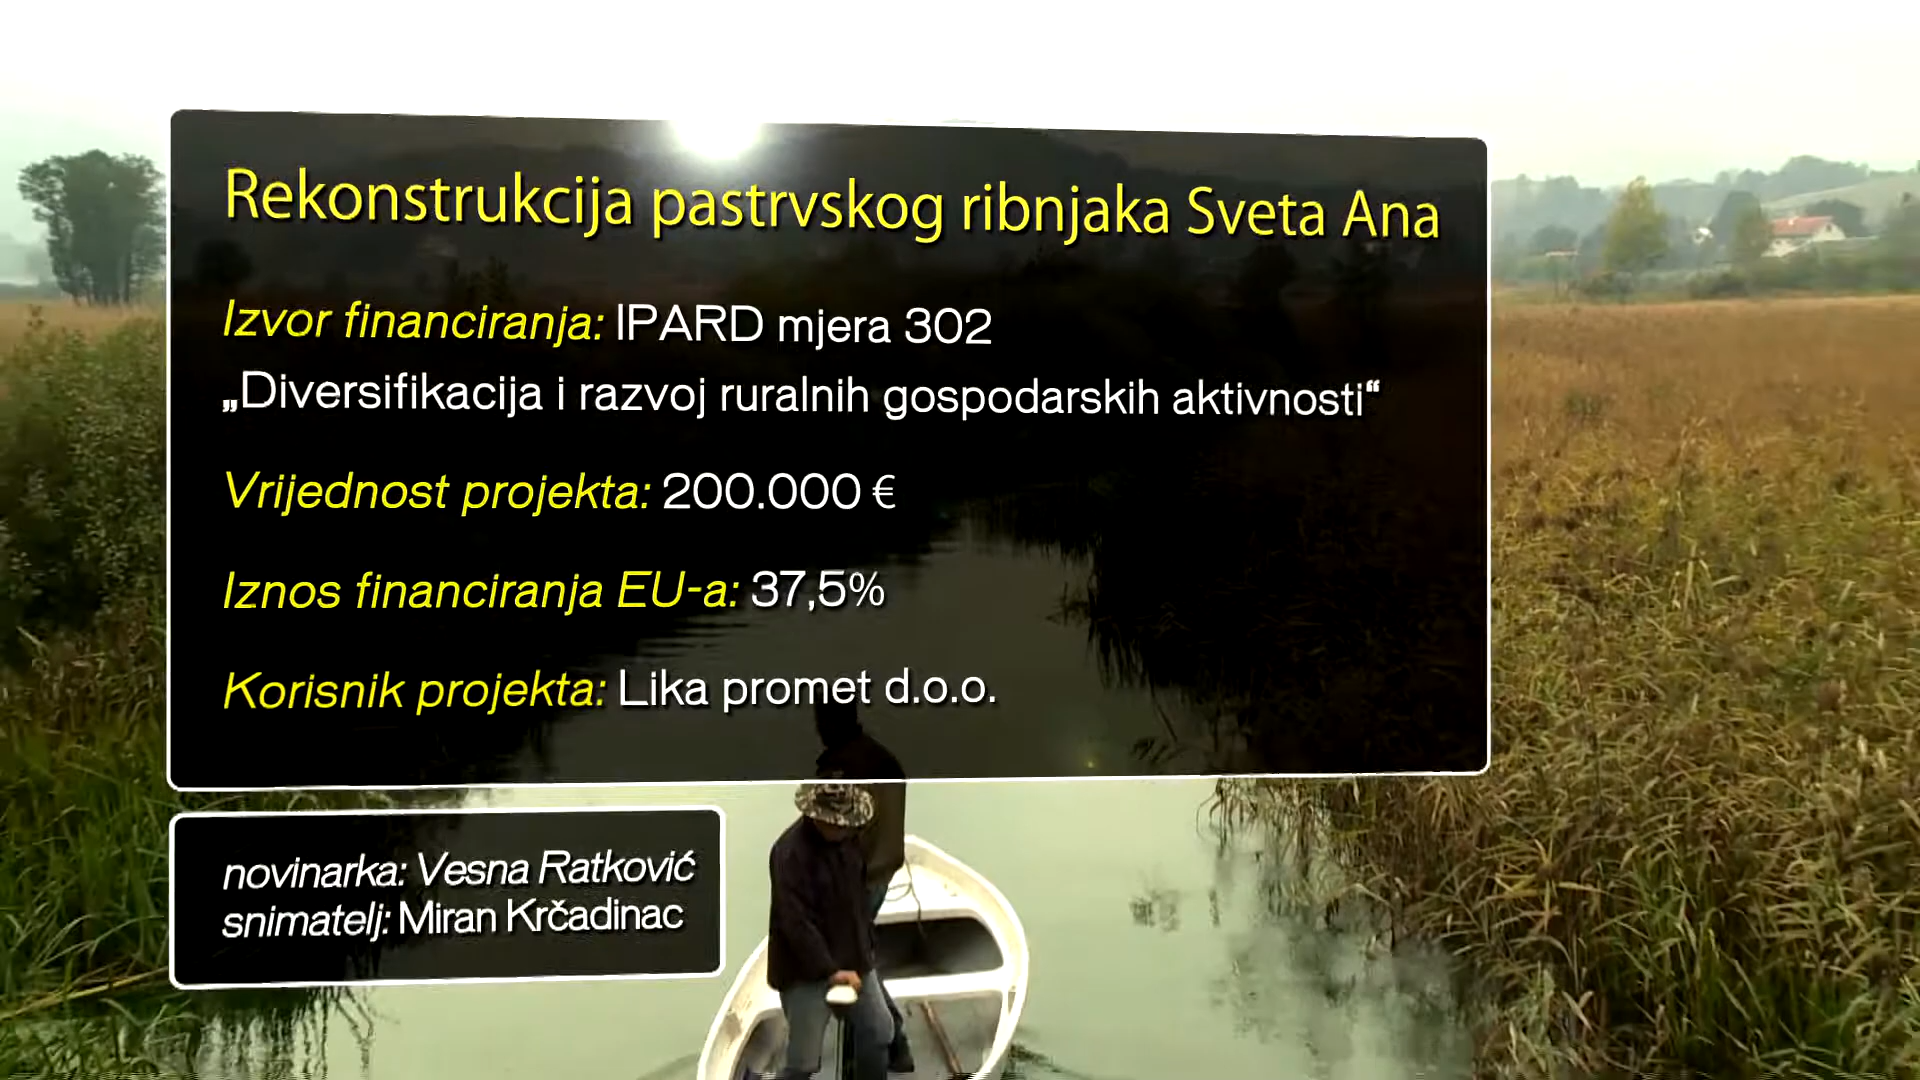 Rekonstrukcija pastrvskog ribnjaka Sveta Ana
Izvor financiranja: IPARD mjera 302
„Diversifikacija i razvoj ruralnih gospodarskih aktivnosti“
Vrijednost projekta: 200.000 €
Iznos financiranja EU-a: 37,5%
Korisnik projekta: Lika promet d.o.o.
novinarka: Vesna Ratković
snimatelj: Miran Krčadinac